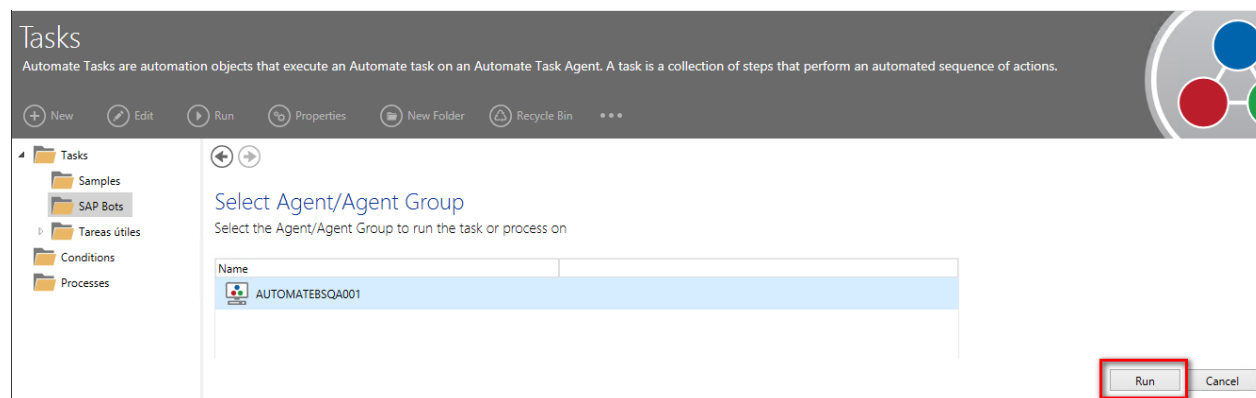 Tasks
Automate Tasks are automation objects that execute an Automate task on an Automate Task Agent. A task is a collection of steps that perform an automated sequence of actions.
New Edit Run Properties New Folder Recycle Bin
Tasks
Samples
SAP Bots
Tareas útiles
Conditions
Processes
Select Agent/Agent Group
Select the Agent/Agent Group to run the task or process on
Name
AUTOMATEBSQA001
Run Cancel